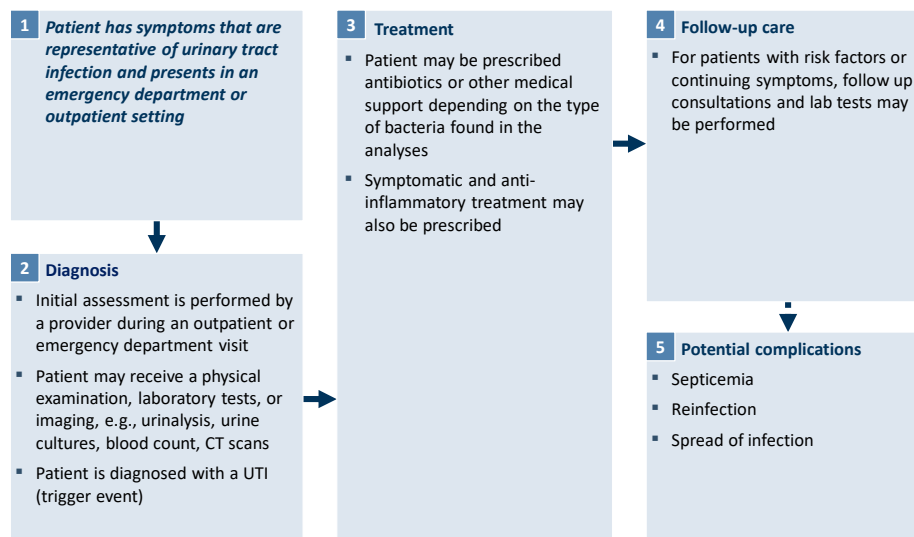 1 Patient has symptoms that are
representative of urinary tract
infection and presents in an
emergency department or
outpatient setting
2 Diagnosis
▪ Initial assessment is performed by
a provider during an outpatient or
emergency department visit
▪ Patient may receive a physical
examination, laboratory tests, or
imaging, e.g., urinalysis, urine
cultures, blood count, CT scans
▪ Patient is diagnosed with a UTI
(trigger event)
3 Treatment
▪ Patient may be prescribed
antibiotics or other medical
support depending on the type
of bacteria found in the
analyses
▪ Symptomatic and anti-
inflammatory treatment may
also be prescribed
4 Follow-up care
▪ For patients with risk factors or
continuing symptoms, follow up
consultations and lab tests may
be performed
5 Potential complications
▪ Septicemia
▪ Reinfection
▪ Spread of infection